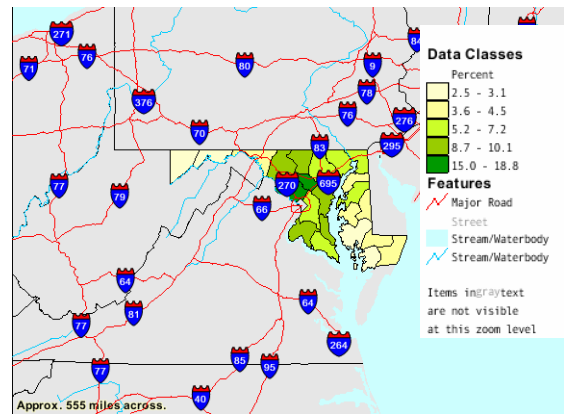 271
76
71
80
9
84
78
376
76
276
70
83
295
77
79
270
695
66
64
77
81
64
264
77
85
95
40
Approx. 555 miles across.
Data Classes
Percent
2.5 - 3.1
3.6 - 4.5
5.2 - 7.2
8.7 - 10.1
15.0 - 18.8
Features
Major Road
Street
Stream/Waterbody
Stream/Waterbody
Items in gray text
are not visible
at this zoom level